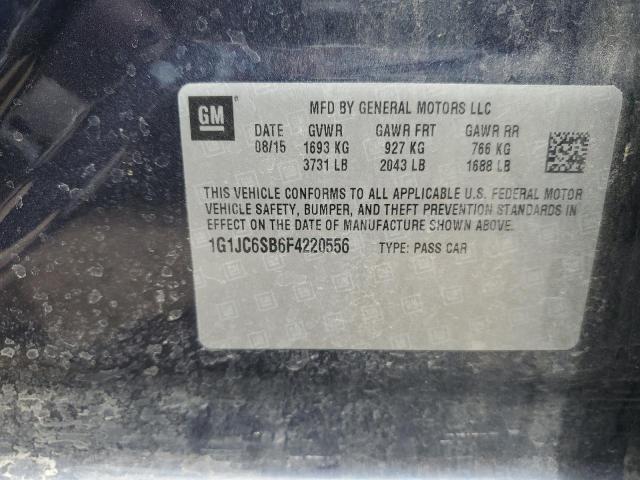 GM
MFD BY GENERAL MOTORS LLC
DATE GVWR GAWR FRT GAWR RR
08/15 1693 KG 927 KG 766 KG
3731 LB 2043 LB 1688 LB
THIS VEHICLE CONFORMS TO ALL APPLICABLE U.S. FEDERAL MOTOR
VEHICLE SAFETY, BUMPER, AND THEFT PREVENTION STANDARDS IN
EFFECT ON THE DATE OF MANUFACTURE SHOWN ABOVE.
1G1JC6SB6F4220556 TYPE: PASS CAR